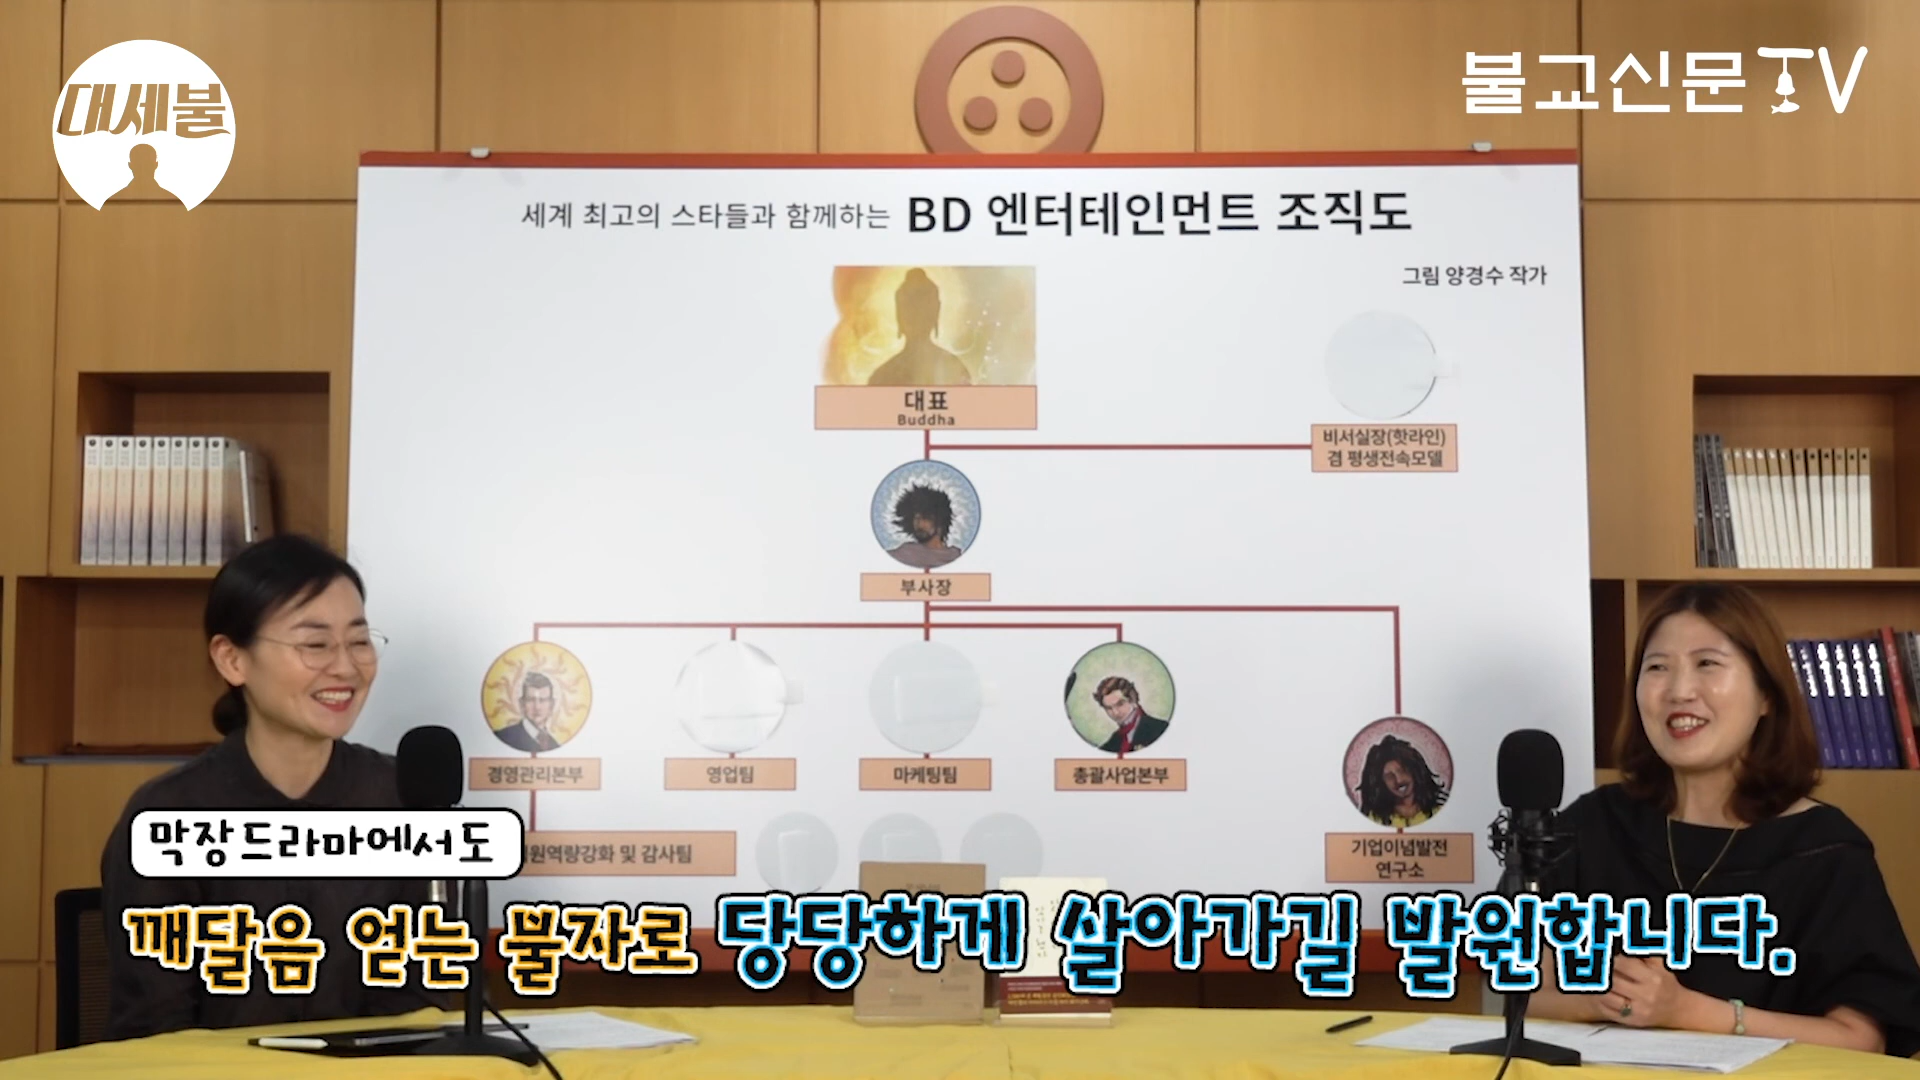 대세불
불교신문TV
세계 최고의 스타들과 함께하는 BD 엔터테인먼트 조직도
그림 양경수 작가
대표
Buddha
비서실장(핫라인)
겸 평생전속모델
부사장
경영관리본부
영업팀
마케팅팀
총괄사업본부
원역량강화 및 감사팀
기업이념발전
연구소
막장드라마에서도
깨달음 얻는 불자로 당당하게 살아가길 발원합니다.